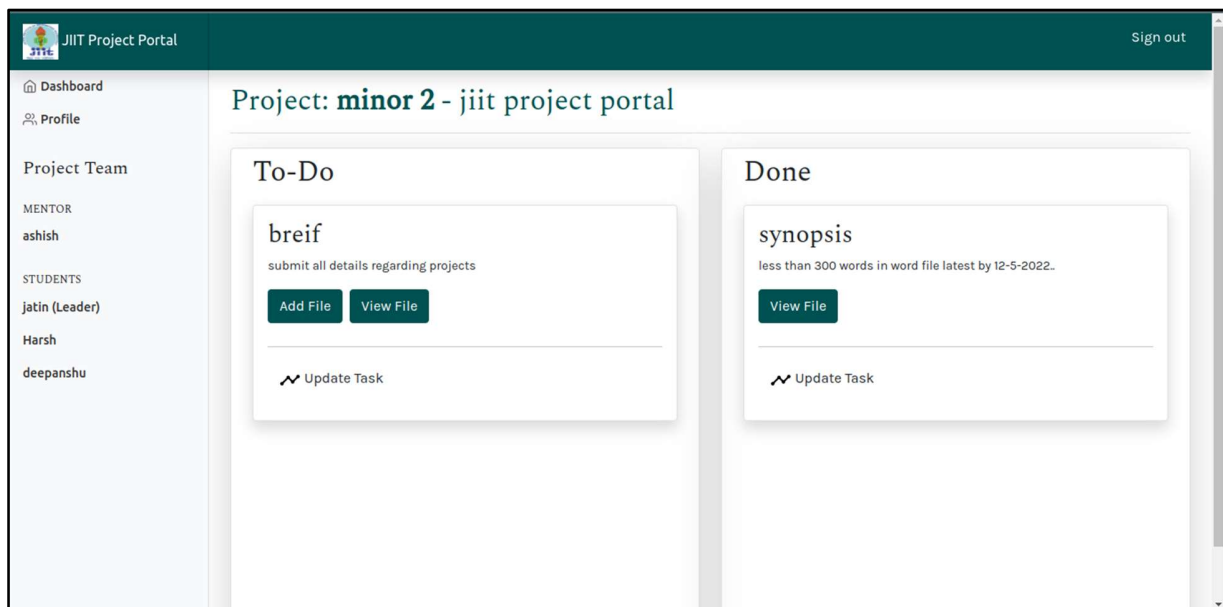 JIIT
JIIT Project Portal
Sign out
Dashboard
Profile
Project Team
MENTOR
ashish
STUDENTS
jatin (Leader)
Harsh
deepanshu
Project: minor 2 - jiit project portal
To-Do
breif
submit all details regarding projects
Add File View File
Update Task
Done
synopsis
less than 300 words in word file latest by 12-5-2022..
View File
Update Task